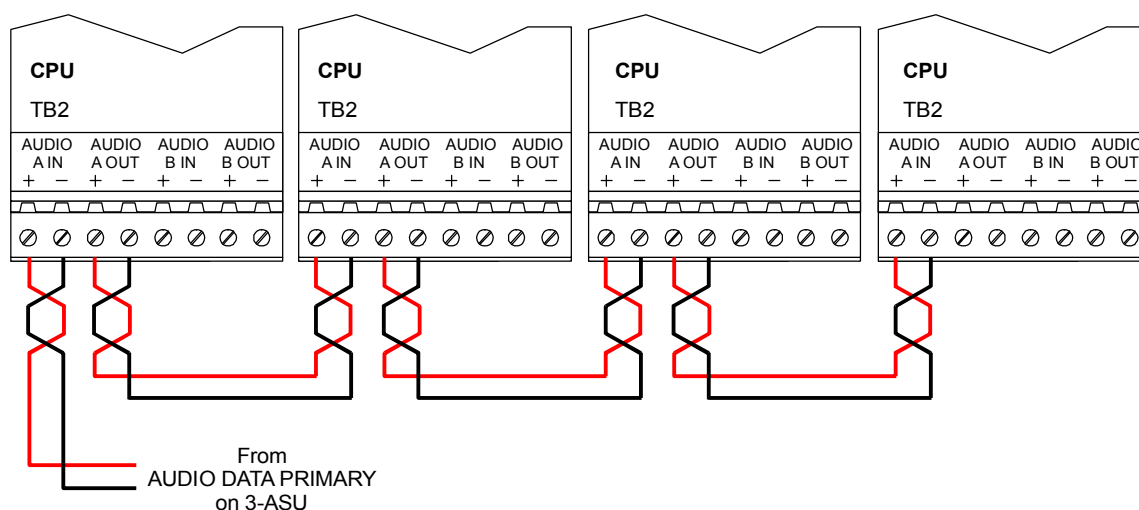 CPU
TB2
AUDIO A IN
AUDIO A OUT
AUDIO B IN
AUDIO B OUT
+ − + − + − + −
CPU
TB2
AUDIO A IN
AUDIO A OUT
AUDIO B IN
AUDIO B OUT
+ − + − + − + −
CPU
TB2
AUDIO A IN
AUDIO A OUT
AUDIO B IN
AUDIO B OUT
+ − + − + − + −
CPU
TB2
AUDIO A IN
AUDIO A OUT
AUDIO B IN
AUDIO B OUT
+ − + − + − + −
From
AUDIO DATA PRIMARY
on 3-ASU